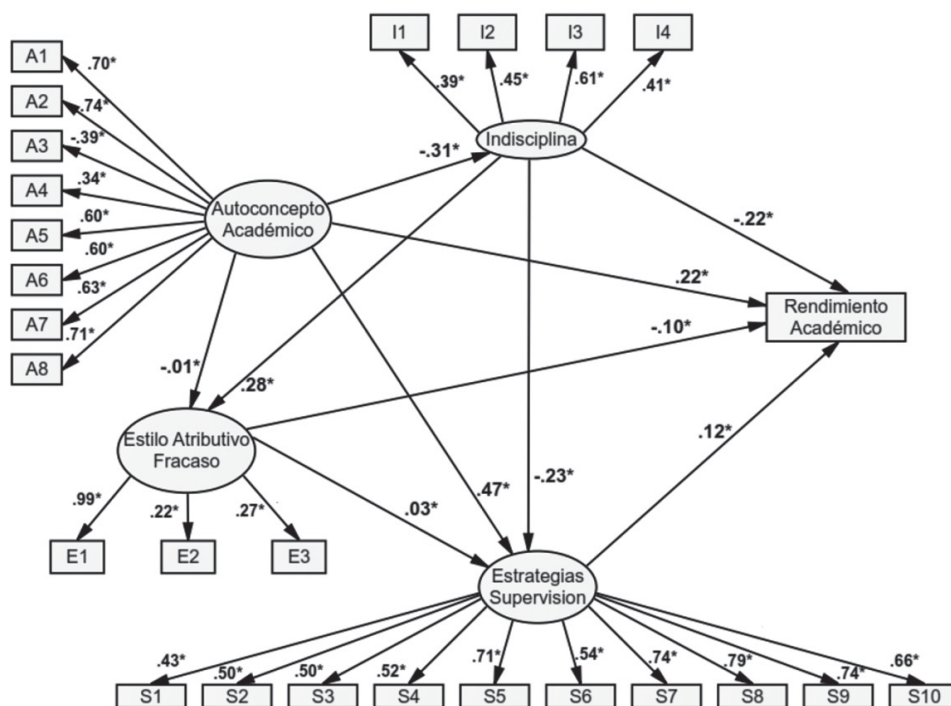 I1
I2
I3
I4
A1
.70*
A2
.74*
A3
-.39*
A4
.34*
A5
.60*
A6
.60*
A7
.63*
A8
.71*
.39*
.45*
.61*
.41*
Indisciplina
-.31*
Autoconcepto
Académico
-.22*
.22*
Rendimiento
Académico
-.10*
-.01*
.28*
.12*
Estilo Atributivo
Fracaso
.47*
-.23*
.03*
.99*
.22*
.27*
E1
E2
E3
Estrategias
Supervision
.43*
.50*
.50*
.52*
.71*
.54*
.74*
.79*
.74*
.66*
S1
S2
S3
S4
S5
S6
S7
S8
S9
S10